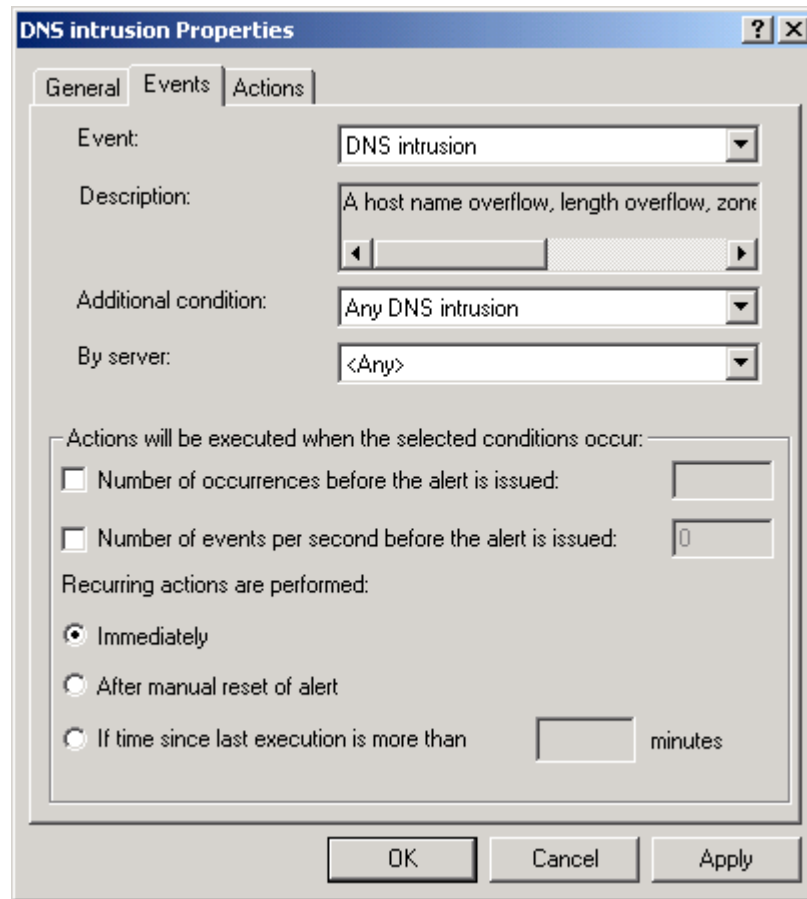 DNS intrusion Properties
General Events Actions
Event: DNS intrusion
Description: A host name overflow, length overflow, zone
Additional condition: Any DNS intrusion
By server: <Any>
Actions will be executed when the selected conditions occur:
Number of occurrences before the alert is issued:
Number of events per second before the alert is issued: 0
Recurring actions are performed:
Immediately
After manual reset of alert
If time since last execution is more than minutes
OK Cancel Apply